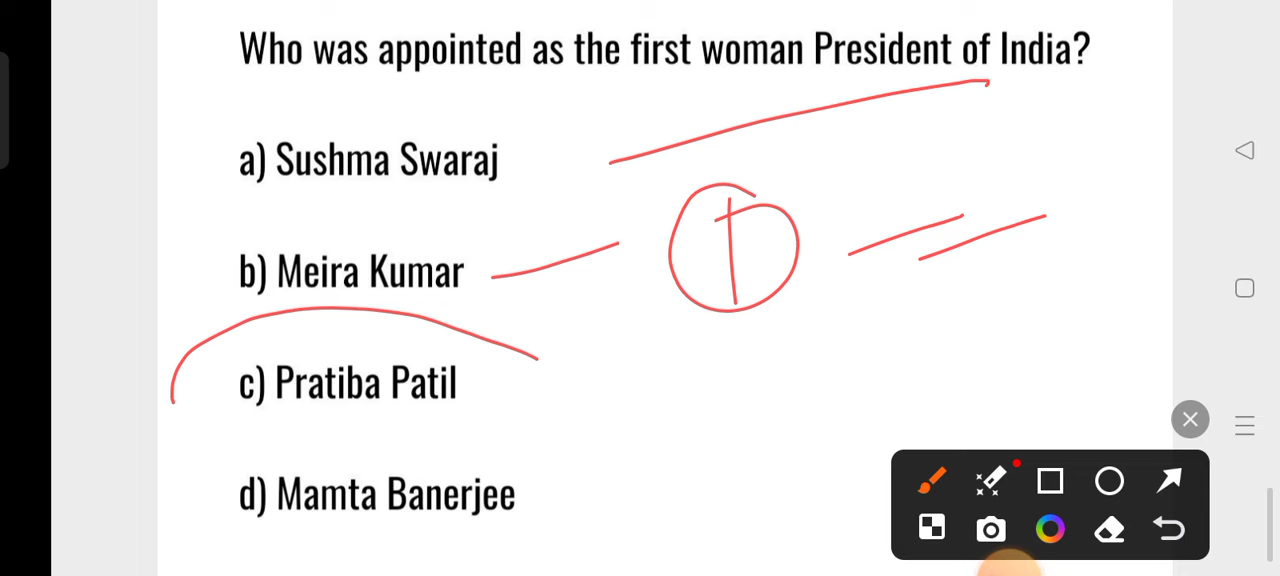 Who was appointed as the first woman President of India?
a) Sushma Swaraj
b) Meira Kumar
c) Pratiba Patil
d) Mamta Banerjee